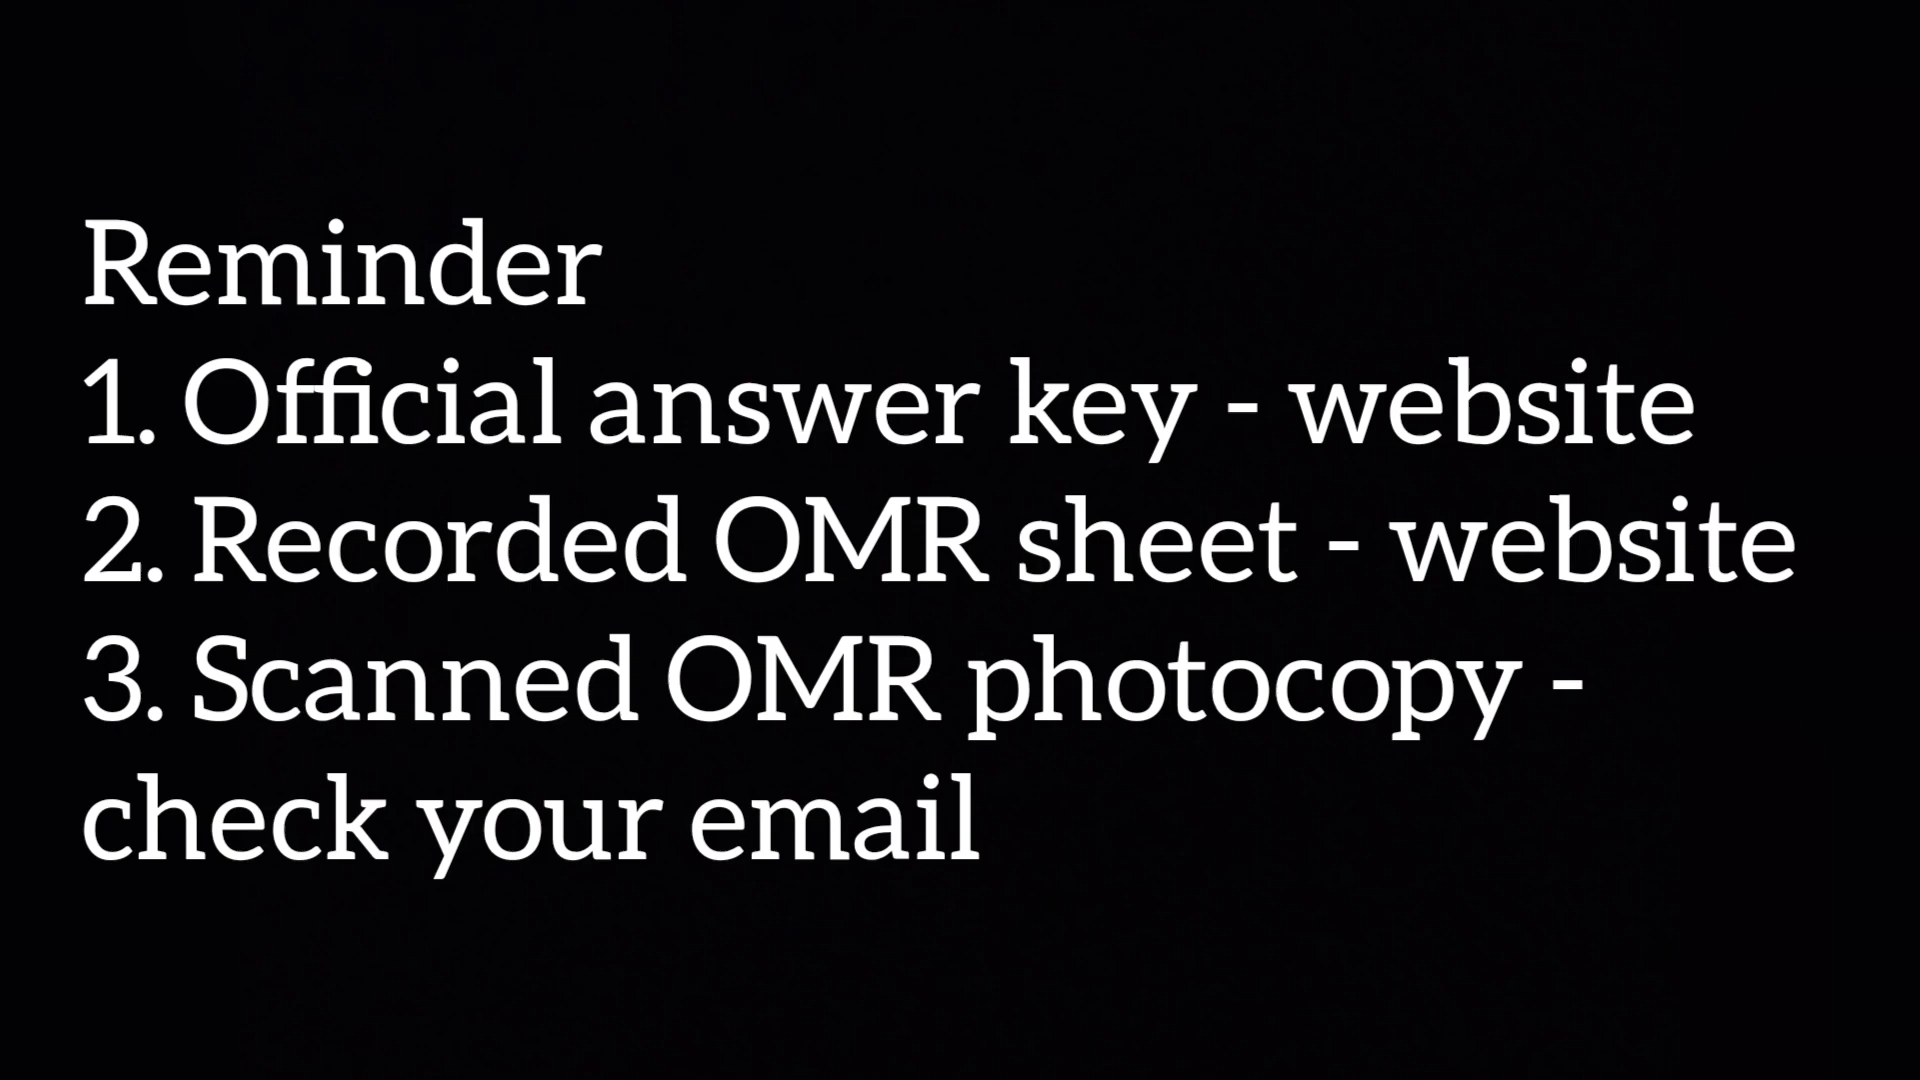 Reminder
1. Official answer key - website
2. Recorded OMR sheet - website
3. Scanned OMR photocopy -
check your email